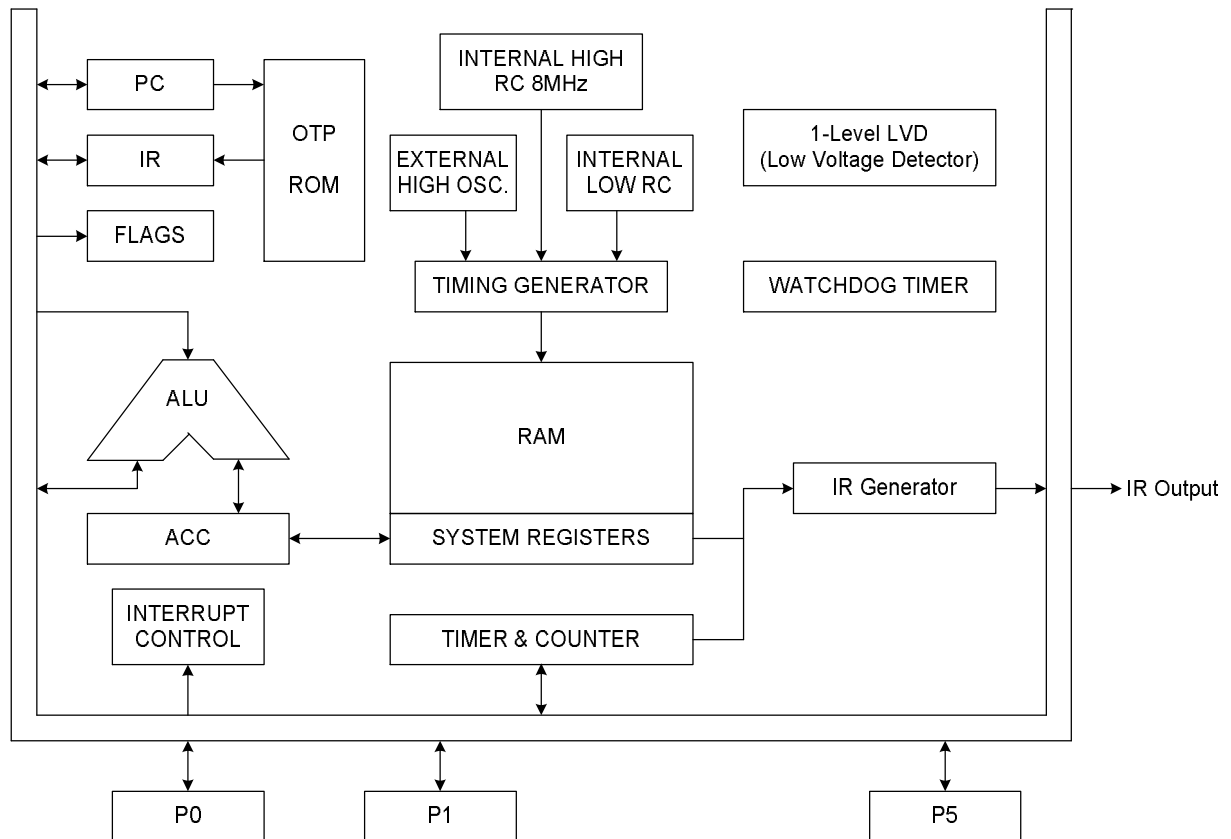 PC
IR
FLAGS
OTP
ROM
INTERNAL HIGH
RC 8MHz
EXTERNAL
HIGH OSC.
INTERNAL
LOW RC
TIMING GENERATOR
1-Level LVD
(Low Voltage Detector)
WATCHDOG TIMER
ALU
RAM
ACC
SYSTEM REGISTERS
IR Generator
IR Output
INTERRUPT
CONTROL
TIMER & COUNTER
P0
P1
P5